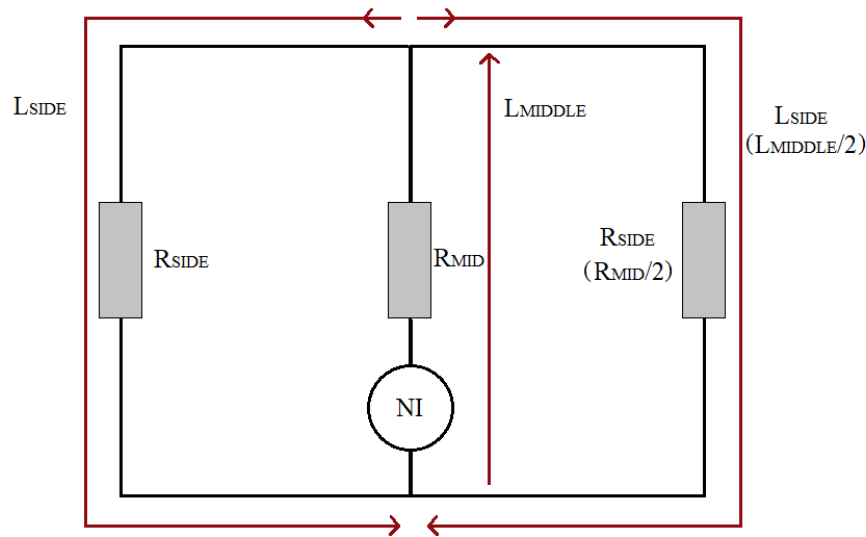 LSIDE
LMIDDLE
LSIDE
(LMIDDLE/2)
RSIDE
RMID
RSIDE
(RMID/2)
NI